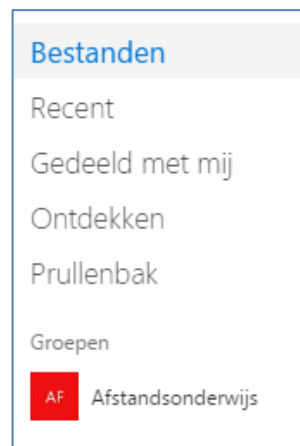 Bestanden
Recent
Gedeeld met mij
Ontdekken
Prullenbak
Groepen
AF Afstandsonderwijs